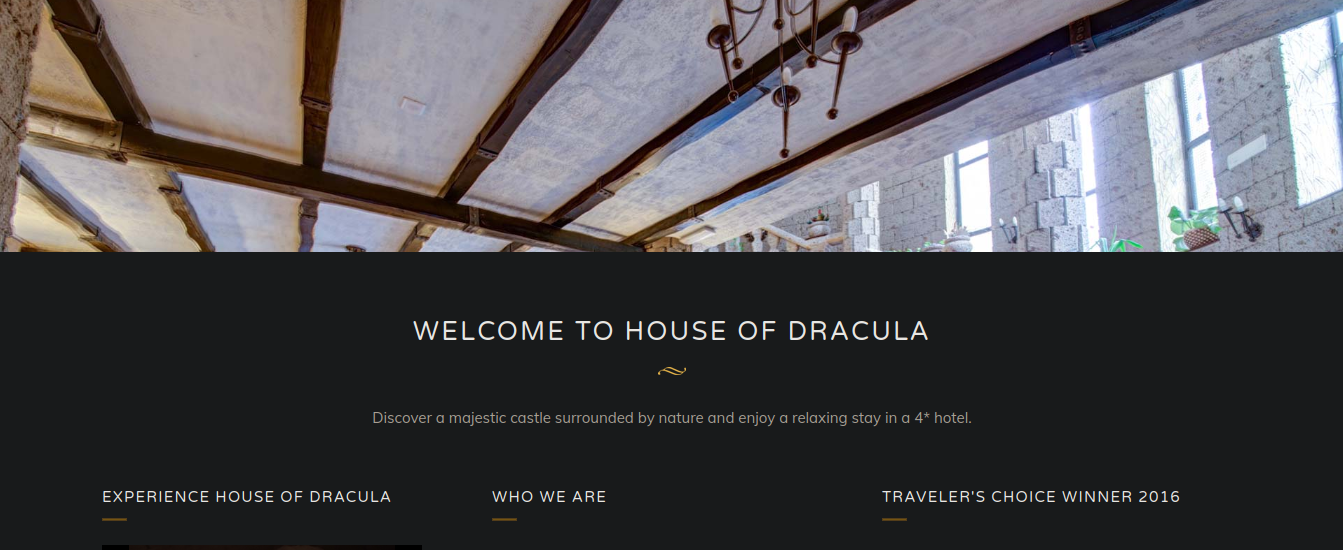 WELCOME TO HOUSE OF DRACULA
Discover a majestic castle surrounded by nature and enjoy a relaxing stay in a 4* hotel.
EXPERIENCE HOUSE OF DRACULA
WHO WE ARE
TRAVELER'S CHOICE WINNER 2016